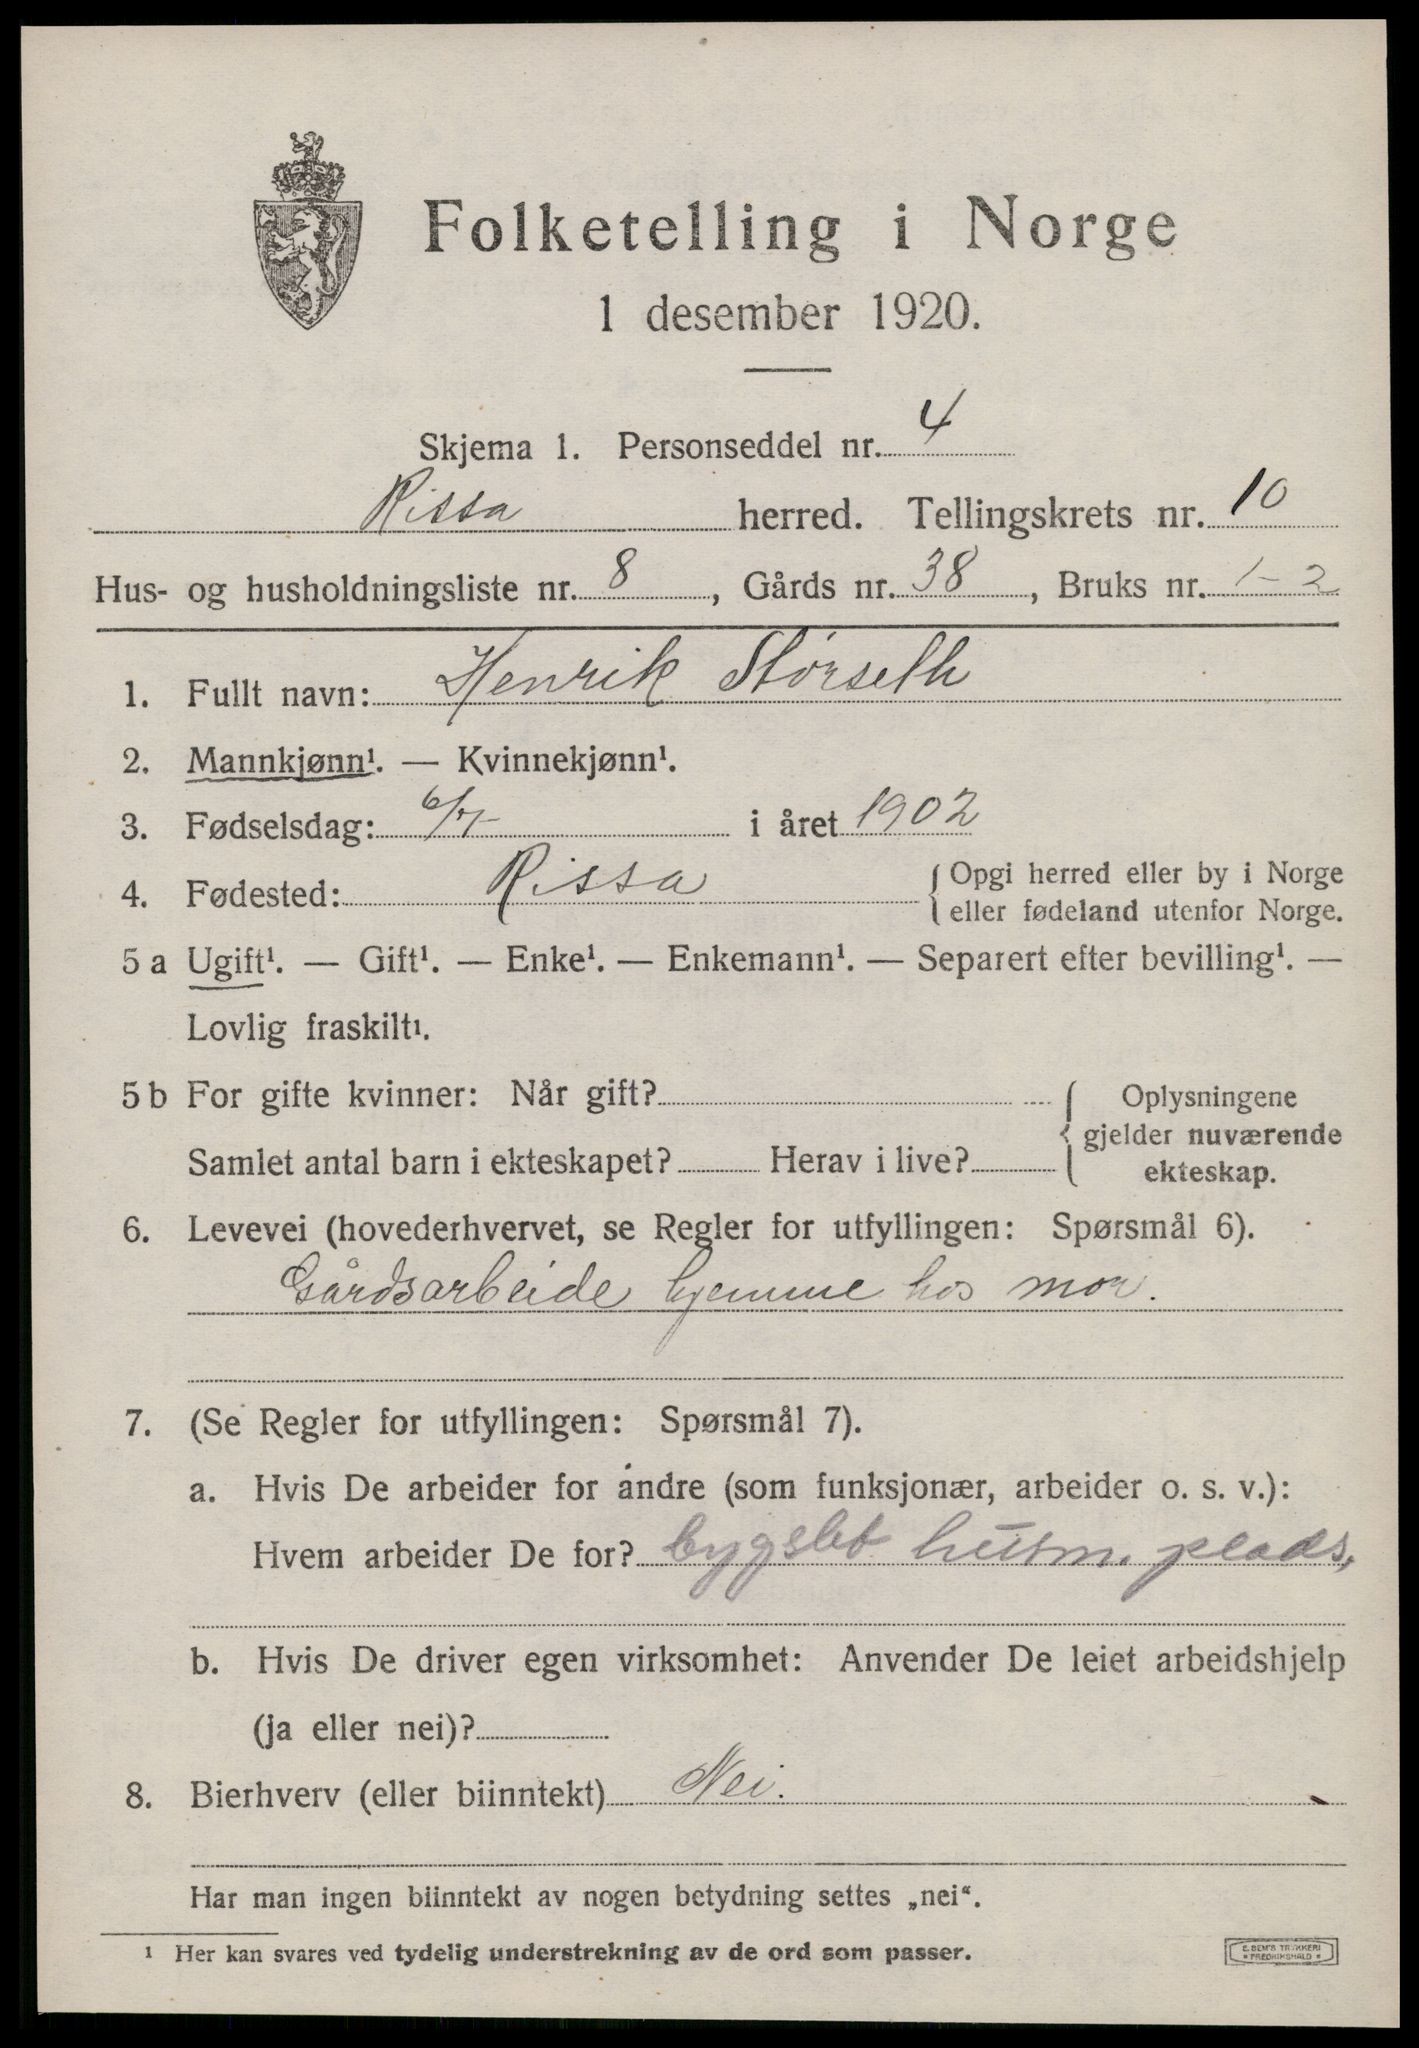 Folketelling i Norge
1 desember 1920.
Skjema 1. Personseddel nr. 4
Rissa herred. Tellingskrets nr. 10
Hus- og husholdningsliste nr. 8, Gårds nr. 38, Bruks nr. 1-2
1. Fullt navn: Henrik Størseth
2. Mannkjønn¹. — Kvinnekjønn¹.
3. Fødselsdag: 6/7 i året 1902
4. Fødested: Rissa { Opgi herred eller by i Norge
eller fødeland utenfor Norge.
5 a Ugift¹. — Gift¹. — Enke¹. — Enkemann¹. — Separert efter bevilling¹. —
Lovlig fraskilt¹.
5 b For gifte kvinner: Når gift? { Oplysningene
gjelder nuværende
Samlet antal barn i ekteskapet? Herav i live? ekteskap.
6. Levevei (hovederhvervet, se Regler for utfyllingen: Spørsmål 6).
Gårdsarbeide hjemme hos mor.
7. (Se Regler for utfyllingen: Spørsmål 7).
a. Hvis De arbeider for andre (som funksjonær, arbeider o. s. v.):
Hvem arbeider De for? bygslet husm. plads,
b. Hvis De driver egen virksomhet: Anvender De leiet arbeidshjelp
(ja eller nei)?
8. Bierhverv (eller biinntekt) Nei.
Har man ingen biinntekt av nogen betydning settes „nei“.
¹ Her kan svares ved tydelig understrekning av de ord som passer.
E. SEM'S TRYKKERI
* FREDRIKSHALD *